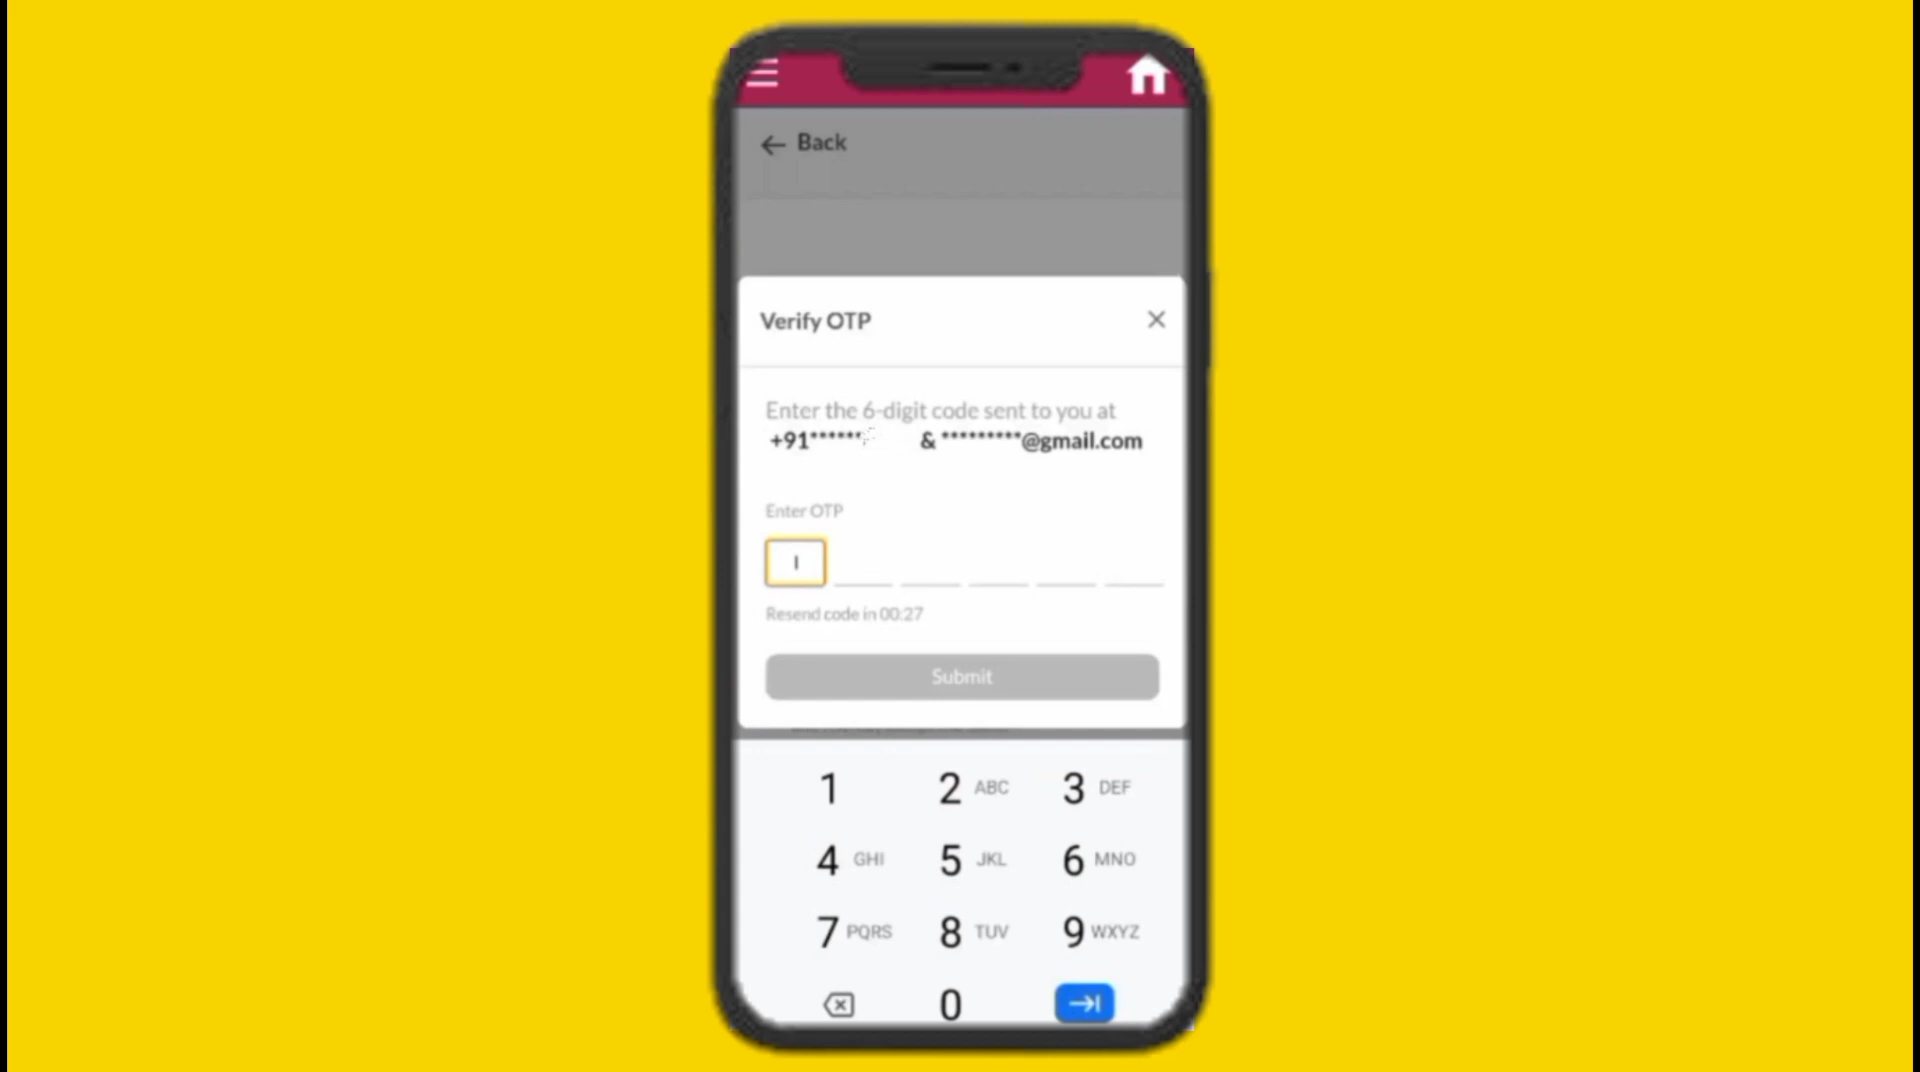 Back
Verify OTP
Enter the 6-digit code sent to you at
+91****** & *********@gmail.com
Enter OTP
Resend code in 00:27
Submit
1 2 ABC 3 DEF
4 GHI 5 JKL 6 MNO
7 PQRS 8 TUV 9 WXYZ
0